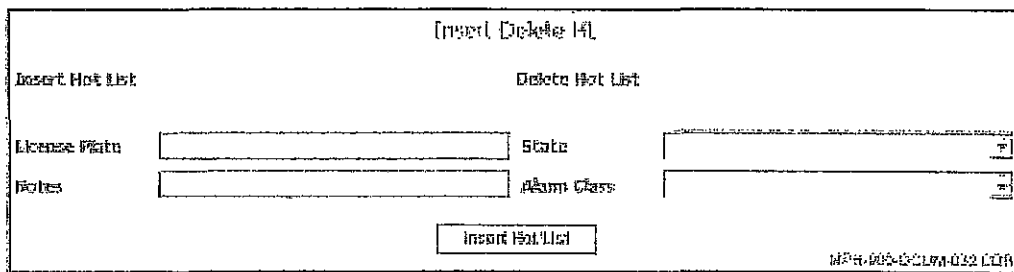 Insert Delete HL
Insert Hot List Delete Hot List
License Plate State
Notes Alarm Class
Insert Hot List